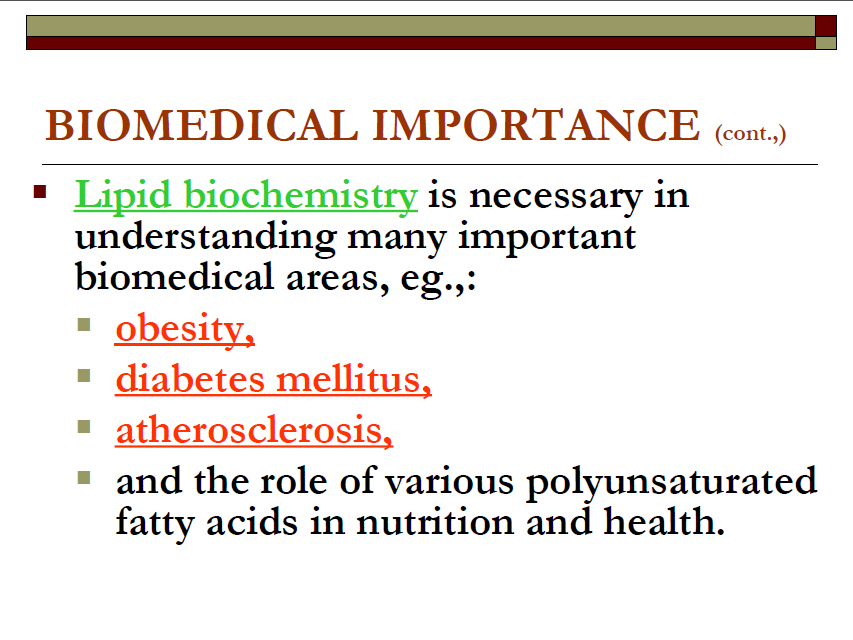 BIOMEDICAL IMPORTANCE (cont.,)
Lipid biochemistry is necessary in
understanding many important
biomedical areas, eg.,:
obesity,
diabetes mellitus,
atherosclerosis,
and the role of various polyunsaturated
fatty acids in nutrition and health.